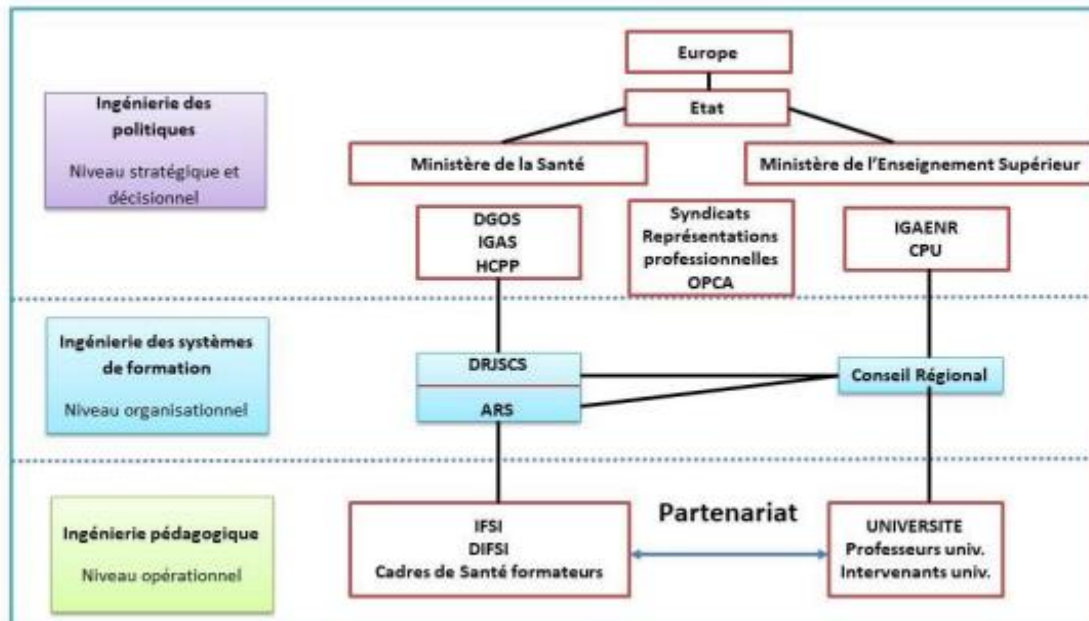 Europe
Etat
Ingénierie des
politiques
Niveau stratégique et
décisionnel
Ministère de la Santé
Ministère de l'Enseignement Supérieur
DGOS
IGAS
HCPP
Syndicats
Représentations
professionnelles
OPCA
IGAENR
CPU
Ingénierie des systèmes
de formation
Niveau organisationnel
DRJSCS
ARS
Conseil Régional
Ingénierie pédagogique
Niveau opérationnel
IFSI
DIFSI
Cadres de Santé formateurs
Partenariat
UNIVERSITE
Professeurs univ.
Intervenants univ.